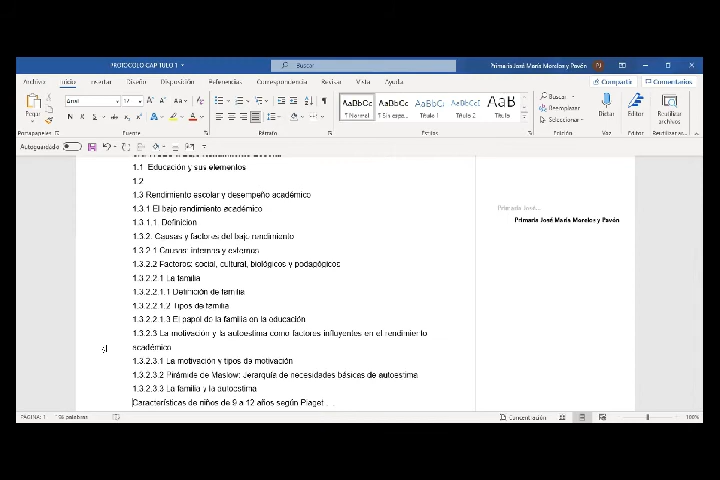 PROTOCOLO CAPITULO 1
Buscar
Primaria José María Morelos y Pavón PJ
Archivo Inicio Insertar Diseño Disposición Referencias Correspondencia Revisar Vista Ayuda Compartir Comentarios
Arial 12
Pegar
N K S
AaBbCc AaBbCc AaBbCc AaBbCc AaB
¶ Normal ¶ Sin espa... Título 1 Título 2 Título
Buscar
Reemplazar
Seleccionar
Dictar Editor Reutilizar archivos
Portapapeles Fuente Párrafo Estilos Edición Voz Editor Reutilizar a...
Autoguardado
1.1 Educación y sus elementos
1.2
1.3 Rendimiento escolar y desempeño académico
1.3.1 El bajo rendimiento académico
1.3.1.1. Definición
1.3.2. Causas y factores del bajo rendimiento
1.3.2.1 Causas: internas y externas
1.3.2.2 Factores: social, cultural, biológicos y pedagógicos
1.3.2.2.1 La familia
1.3.2.2.1.1 Definición de familia
1.3.2.2.1.2 Tipos de familia
1.3.2.2.1.3 El papel de la familia en la educación
1.3.2.3 La motivación y la autoestima como factores influyentes en el rendimiento
académico
1.3.2.3.1 La motivación y tipos de motivación
1.3.2.3.2 Pirámide de Maslow: Jerarquía de necesidades básicas de autoestima
1.3.2.3.3 La familia y la autoestima
Características de niños de 9 a 12 años según Piaget
Primaria José...
Primaria José María Morelos y Pavón
PÁGINA: 1 palabras
Concentración 100%